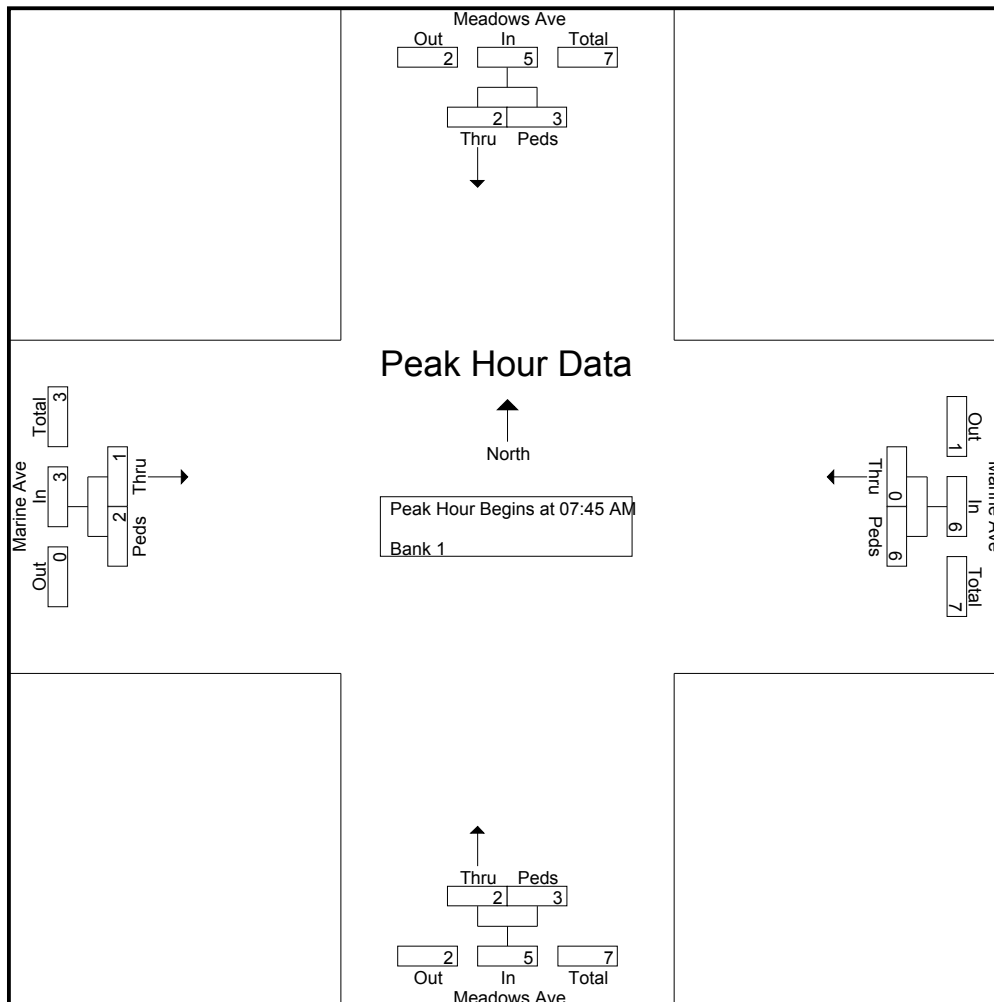 Meadows Ave
Out In Total
2 5 7
2 3
Thru Peds
Peak Hour Data
North
Peak Hour Begins at 07:45 AM
Bank 1
Marine Ave
Total In Out
3 3 0
1 2
Thru Peds
Marine Ave
Out In Total
1 6 7
0 6
Thru Peds
Thru Peds
2 3
2 5 7
Out In Total
Meadows Ave